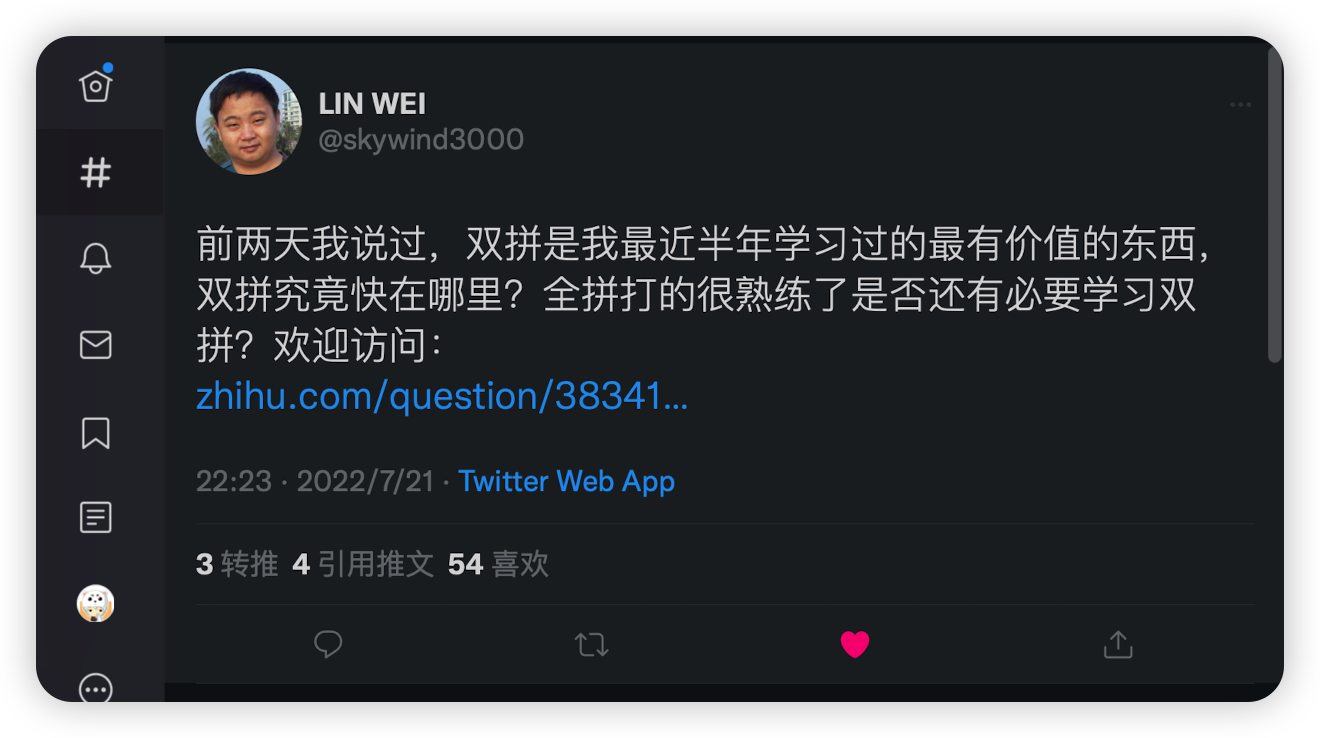 LIN WEI
@skywind3000
前两天我说过，双拼是我最近半年学习过的最有价值的东西，
双拼究竟快在哪里？全拼打的很熟练了是否还有必要学习双
拼？欢迎访问：
zhihu.com/question/38341...
22:23 · 2022/7/21 · Twitter Web App
3 转推 4 引用推文 54 喜欢